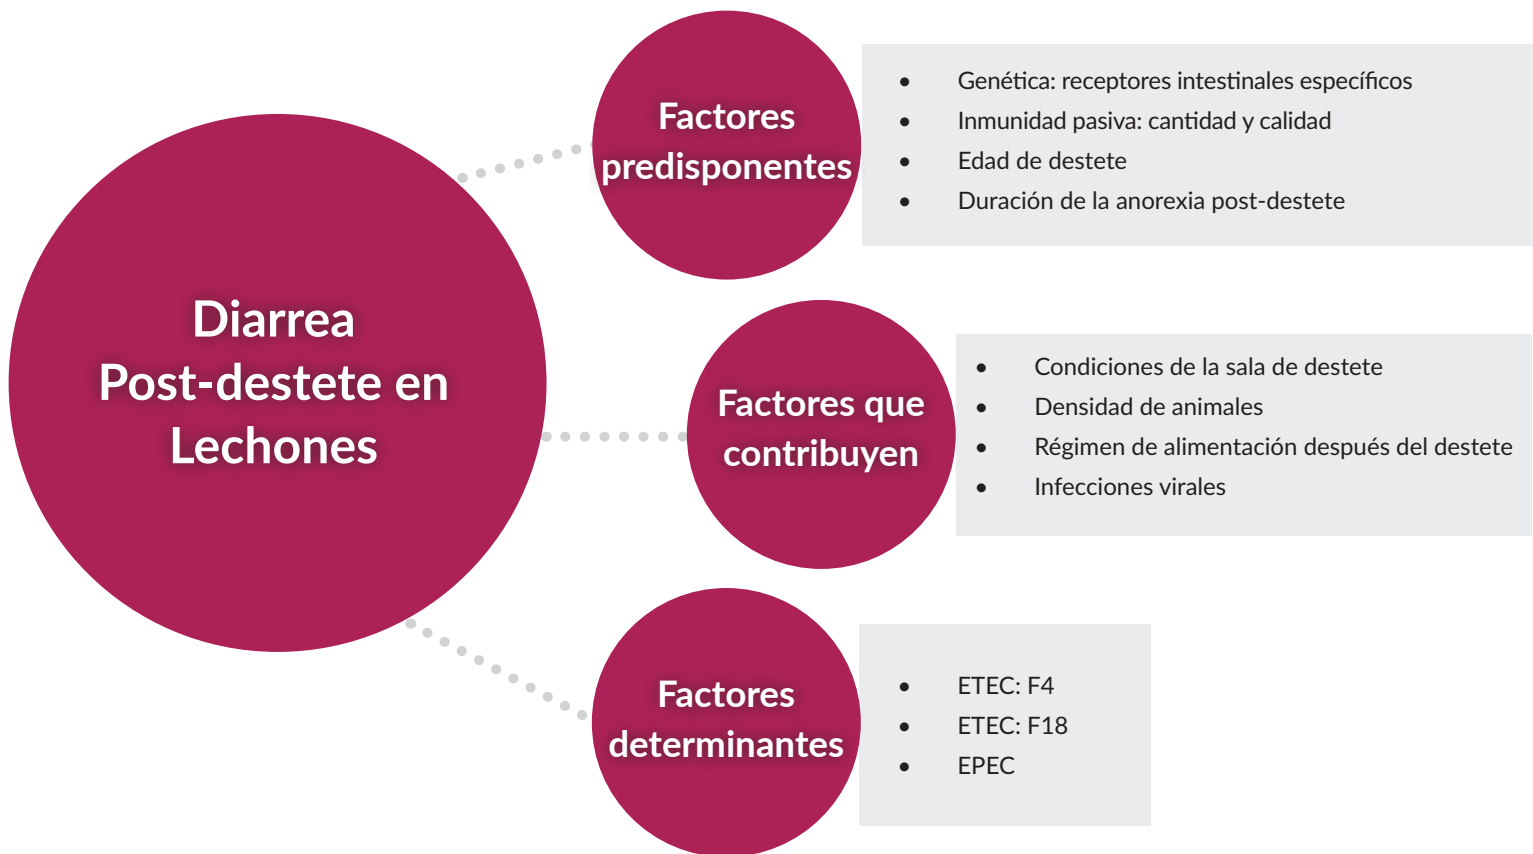 Diarrea
Post-destete en
Lechones
Factores
predisponentes
• Genética: receptores intestinales específicos
• Inmunidad pasiva: cantidad y calidad
• Edad de destete
• Duración de la anorexia post-destete
Factores que
contribuyen
• Condiciones de la sala de destete
• Densidad de animales
• Régimen de alimentación después del destete
• Infecciones virales
Factores
determinantes
• ETEC: F4
• ETEC: F18
• EPEC